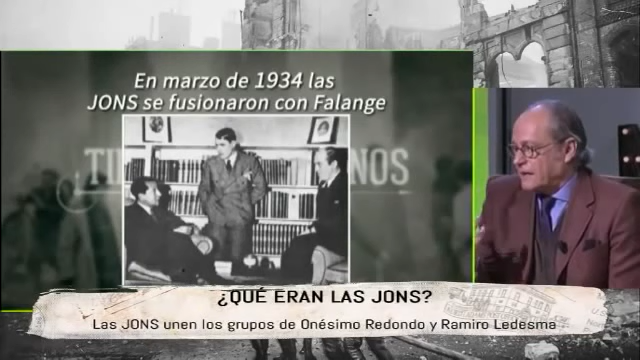 En marzo de 1934 las
JONS se fusionaron con Falange
¿QUÉ ERAN LAS JONS?
Las JONS unen los grupos de Onésimo Redondo y Ramiro Ledesma